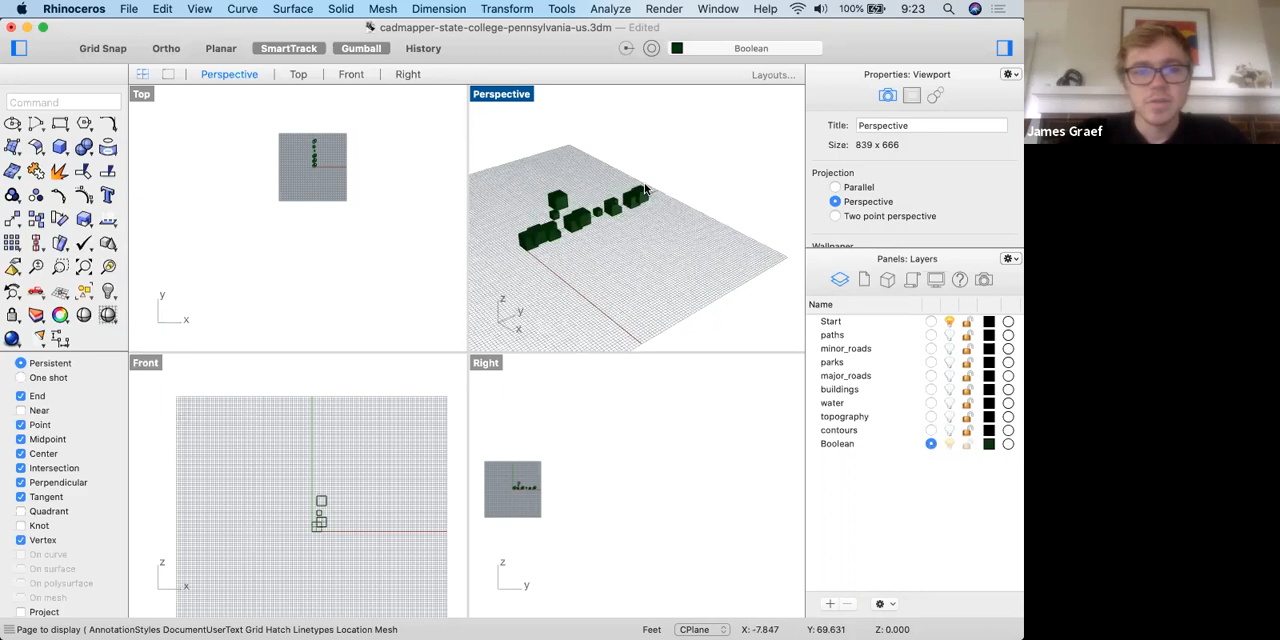 Rhinoceros File Edit View Curve Surface Solid Mesh Dimension Transform Tools Analyze Render Window Help 100% 9:23
cadmapper-state-college-pennsylvania-us.3dm — Edited
Grid Snap Ortho Planar SmartTrack Gumball History Boolean
Perspective Top Front Right Layouts... Properties: Viewport
Command
Top
Perspective
Title: Perspective
Size: 839 x 666
Projection
Parallel
Perspective
Two point perspective
Wallpaper
Panels: Layers
Name
Start
paths
minor_roads
parks
major_roads
buildings
water
topography
contours
Boolean
y
x
z
y
x
Persistent
One shot
End
Near
Point
Midpoint
Center
Intersection
Perpendicular
Tangent
Quadrant
Knot
Vertex
On curve
On surface
On polysurface
On mesh
Project
Front
Right
z
x
z
y
Page to display ( AnnotationStyles DocumentUserText Grid Hatch Linetypes Location Mesh Feet CPlane X: -7.847 Y: 69.631 Z: 0.000
James Graef